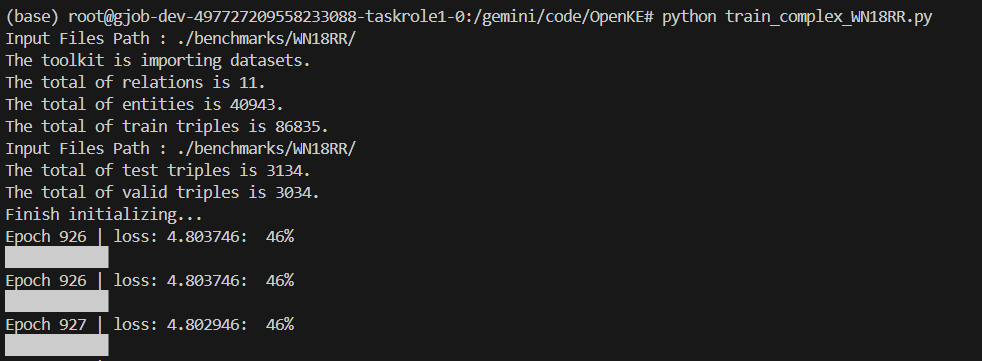 (base) root@gjob-dev-497727209558233088-taskrole1-0:/gemini/code/OpenKE# python train_complex_WN18RR.py
Input Files Path : ./benchmarks/WN18RR/
The toolkit is importing datasets.
The total of relations is 11.
The total of entities is 40943.
The total of train triples is 86835.
Input Files Path : ./benchmarks/WN18RR/
The total of test triples is 3134.
The total of valid triples is 3034.
Finish initializing...
Epoch 926 | loss: 4.803746:  46%
Epoch 926 | loss: 4.803746:  46%
Epoch 927 | loss: 4.802946:  46%